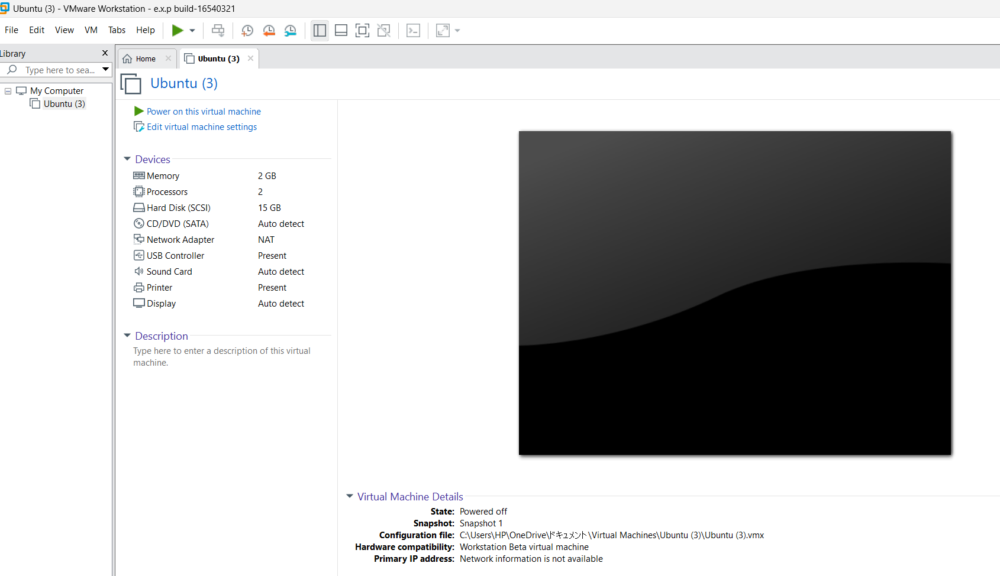 Ubuntu (3) - VMware Workstation - e.x.p build-16540321
File Edit View VM Tabs Help
Library
Type here to sea...
My Computer
Ubuntu (3)
Home
Ubuntu (3)
Ubuntu (3)
Power on this virtual machine
Edit virtual machine settings
Devices
Memory 2 GB
Processors 2
Hard Disk (SCSI) 15 GB
CD/DVD (SATA) Auto detect
Network Adapter NAT
USB Controller Present
Sound Card Auto detect
Printer Present
Display Auto detect
Description
Type here to enter a description of this virtual
machine.
Virtual Machine Details
State: Powered off
Snapshot: Snapshot 1
Configuration file: C:\Users\HP\OneDrive\ドキュメント\Virtual Machines\Ubuntu (3)\Ubuntu (3).vmx
Hardware compatibility: Workstation Beta virtual machine
Primary IP address: Network information is not available